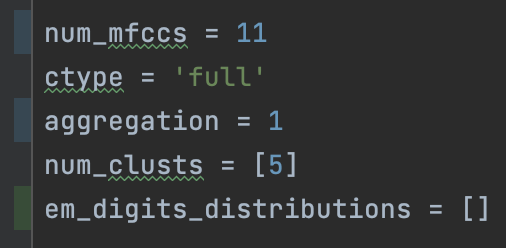 num_mfccs = 11
ctype = 'full'
aggregation = 1
num_clusts = [5]
em_digits_distributions = []